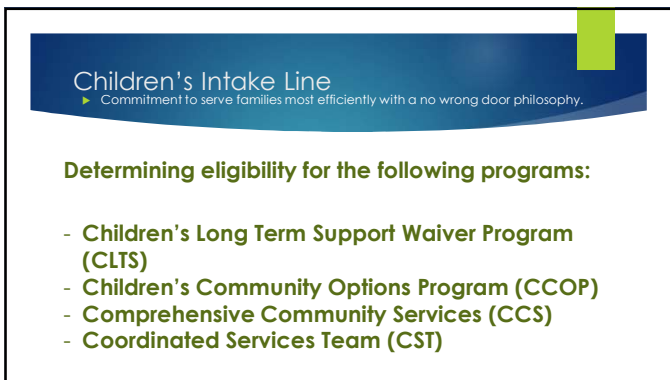 Children's Intake Line
Commitment to serve families most efficiently with a no wrong door philosophy.
Determining eligibility for the following programs:
- Children's Long Term Support Waiver Program
(CLTS)
- Children's Community Options Program (CCOP)
- Comprehensive Community Services (CCS)
- Coordinated Services Team (CST)